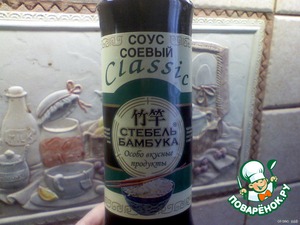 СОУС
СОЕВЫЙ
Classic
竹竿
СТЕБЕЛЬ®
БАМБУКА
Особо вкусные
продукты
ПОВАРЁНОК.РУ